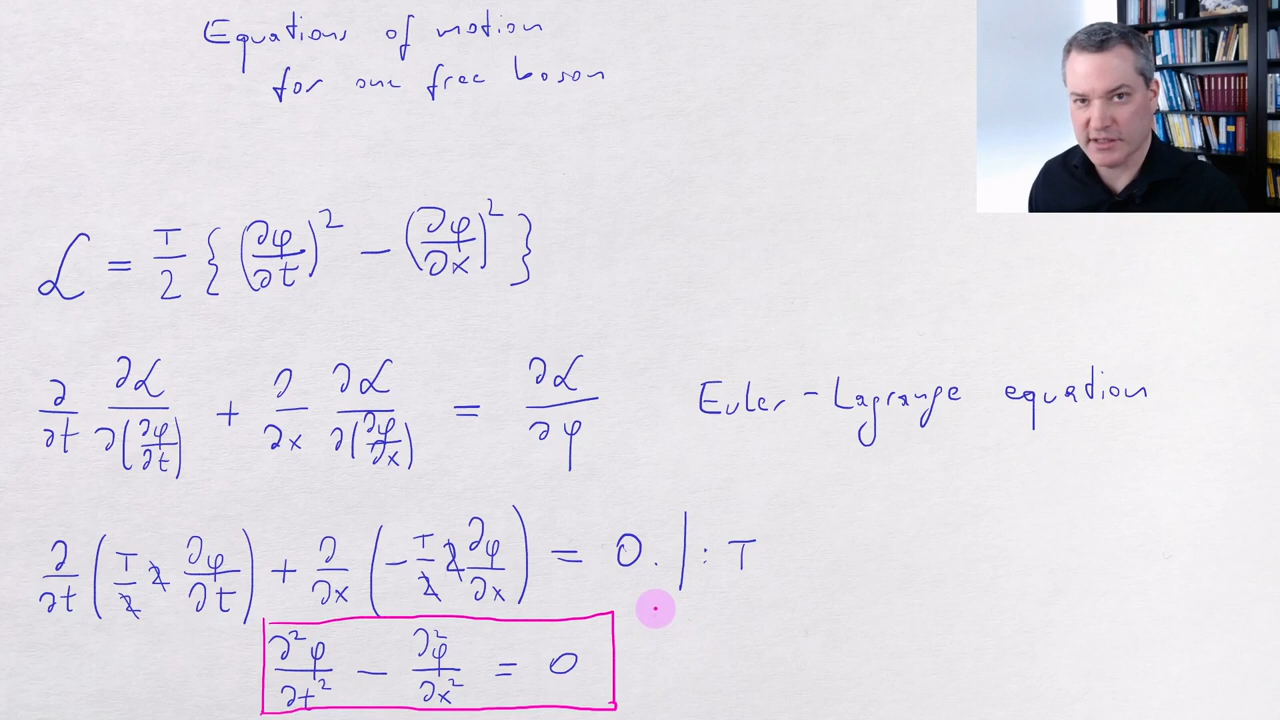 Equations of motion
for one free boson
ℒ = T/2 { (∂φ/∂t)² − (∂φ/∂x)² }
∂/∂t ∂ℒ/∂(∂φ/∂t) + ∂/∂x ∂ℒ/∂(∂φ/∂x) = ∂ℒ/∂φ Euler-Lagrange equation
∂/∂t (T/2 2 ∂φ/∂t) + ∂/∂x (−T/2 2 ∂φ/∂x) = 0. | : T
∂²φ/∂t² − ∂²φ/∂x² = 0